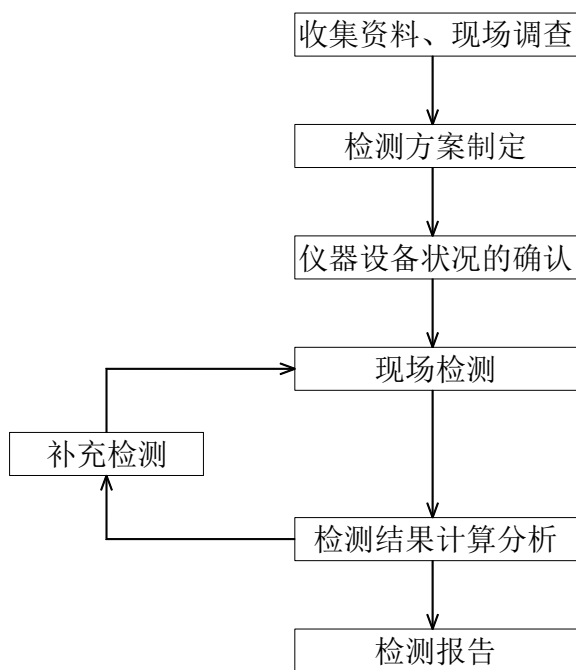 收集资料、现场调查
检测方案制定
仪器设备状况的确认
现场检测
补充检测
检测结果计算分析
检测报告